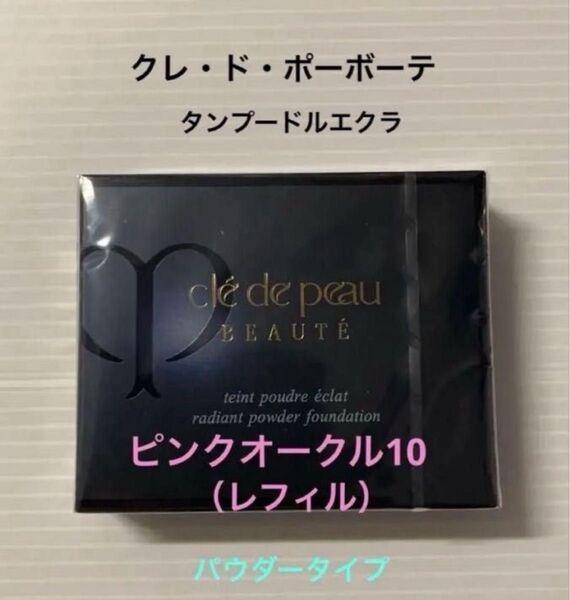 クレ・ド・ポーボーテ
タンプードルエクラ
clé de peau
BEAUTÉ
teint poudre éclat
radiant powder foundation
ピンクオークル10
（レフィル）
パウダータイプ